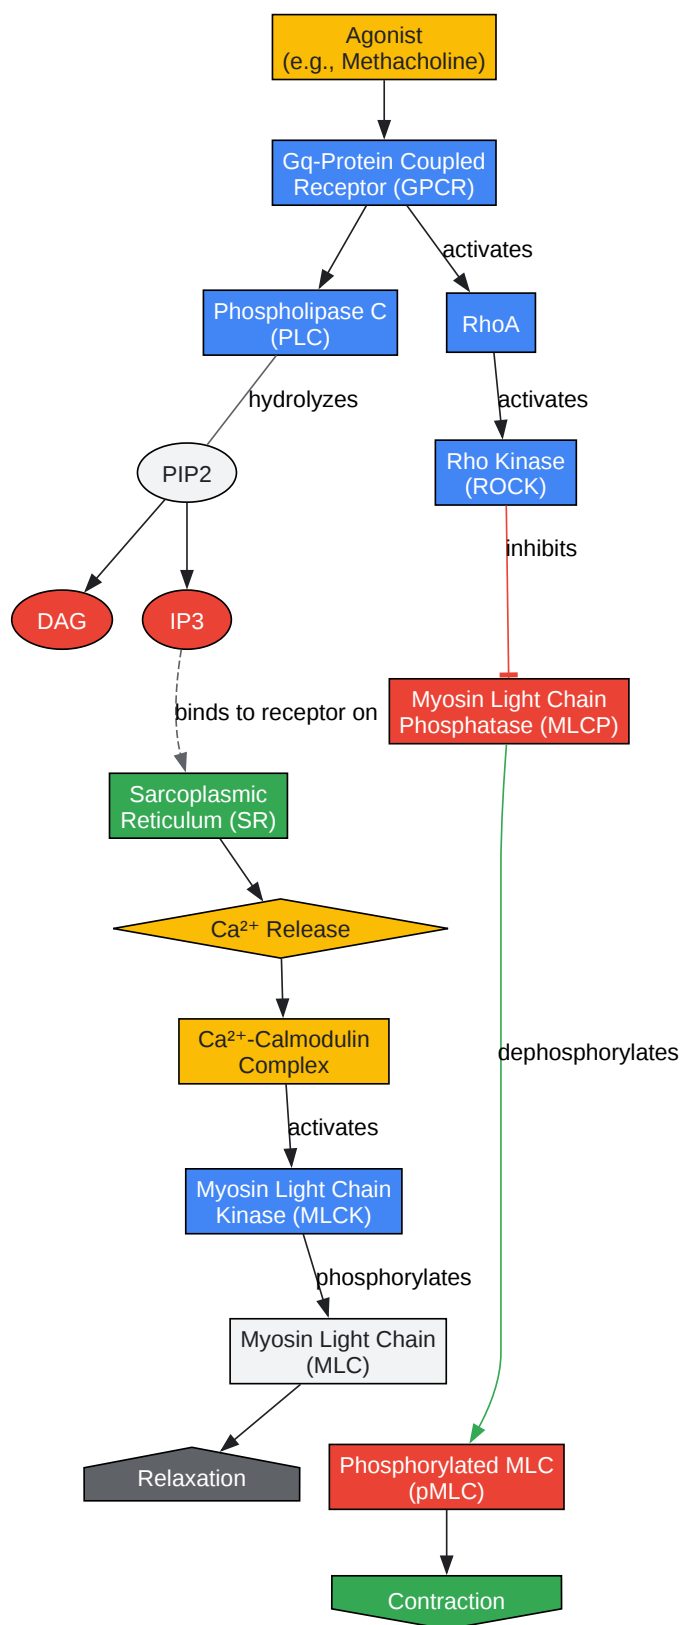 Agonist
(e.g., Methacholine)
Gq-Protein Coupled
Receptor (GPCR)
activates
Phospholipase C
(PLC)
RhoA
hydrolyzes
activates
PIP2
Rho Kinase
(ROCK)
inhibits
DAG
IP3
binds to receptor on
Myosin Light Chain
Phosphatase (MLCP)
Sarcoplasmic
Reticulum (SR)
Ca²⁺ Release
Ca²⁺-Calmodulin
Complex
dephosphorylates
activates
Myosin Light Chain
Kinase (MLCK)
phosphorylates
Myosin Light Chain
(MLC)
Relaxation
Phosphorylated MLC
(pMLC)
Contraction